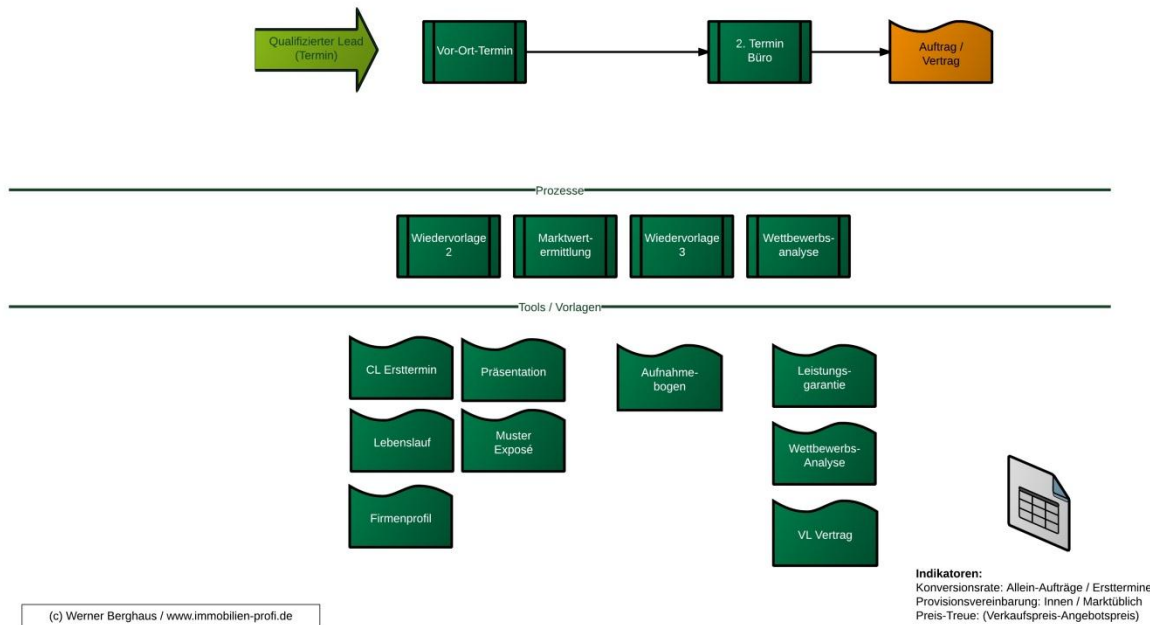 Qualifizierter Lead
(Termin)
Vor-Ort-Termin
2. Termin
Büro
Auftrag /
Vertrag
Prozesse
Wiedervorlage
2
Marktwert-
ermittlung
Wiedervorlage
3
Wettbewerbs-
analyse
Tools / Vorlagen
CL Ersttermin
Präsentation
Aufnahme-
bogen
Leistungs-
garantie
Lebenslauf
Muster
Exposé
Wettbewerbs-
Analyse
Firmenprofil
VL Vertrag
Indikatoren:
Konversionsrate: Allein-Aufträge / Ersttermine
Provisionsvereinbarung: Innen / Marktüblich
Preis-Treue: (Verkaufspreis-Angebotspreis)
(c) Werner Berghaus / www.immobilien-profi.de